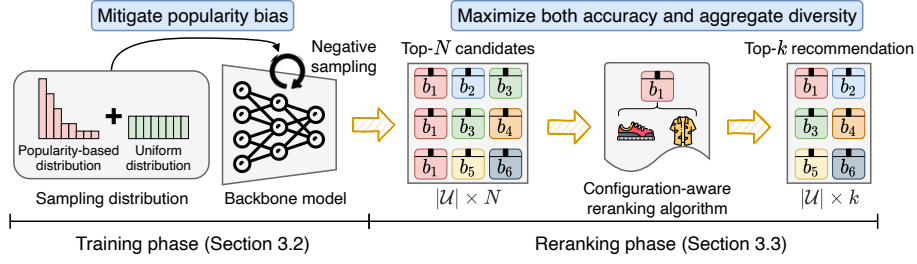 Mitigate popularity bias
Maximize both accuracy and aggregate diversity
Negative
sampling
Popularity-based
distribution
+
Uniform
distribution
Sampling distribution
Backbone model
Top-N candidates
b₁ b₂ b₃
b₁ b₃ b₄
b₁ b₅ b₆
|𝒰| × N
b₁
Configuration-aware
reranking algorithm
Top-k recommendation
b₁ b₂
b₃ b₄
b₅ b₆
|𝒰| × k
Training phase (Section 3.2)
Reranking phase (Section 3.3)